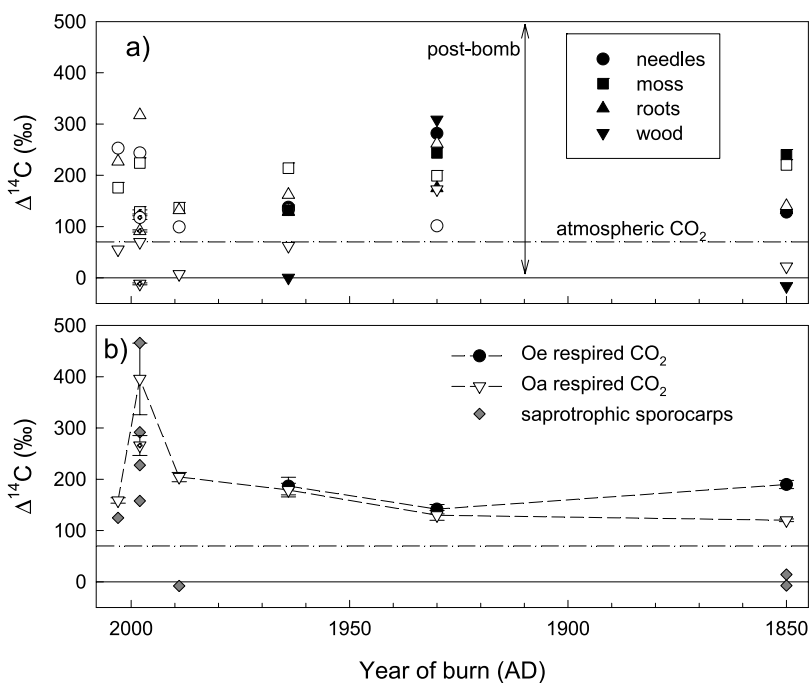 a)
500
400
300
200
100
0
Δ¹⁴C (‰)
post-bomb
needles
moss
roots
wood
atmospheric CO₂
b)
500
400
300
200
100
0
Δ¹⁴C (‰)
Oe respired CO₂
Oa respired CO₂
saprotrophic sporocarps
2000 1950 1900 1850
Year of burn (AD)